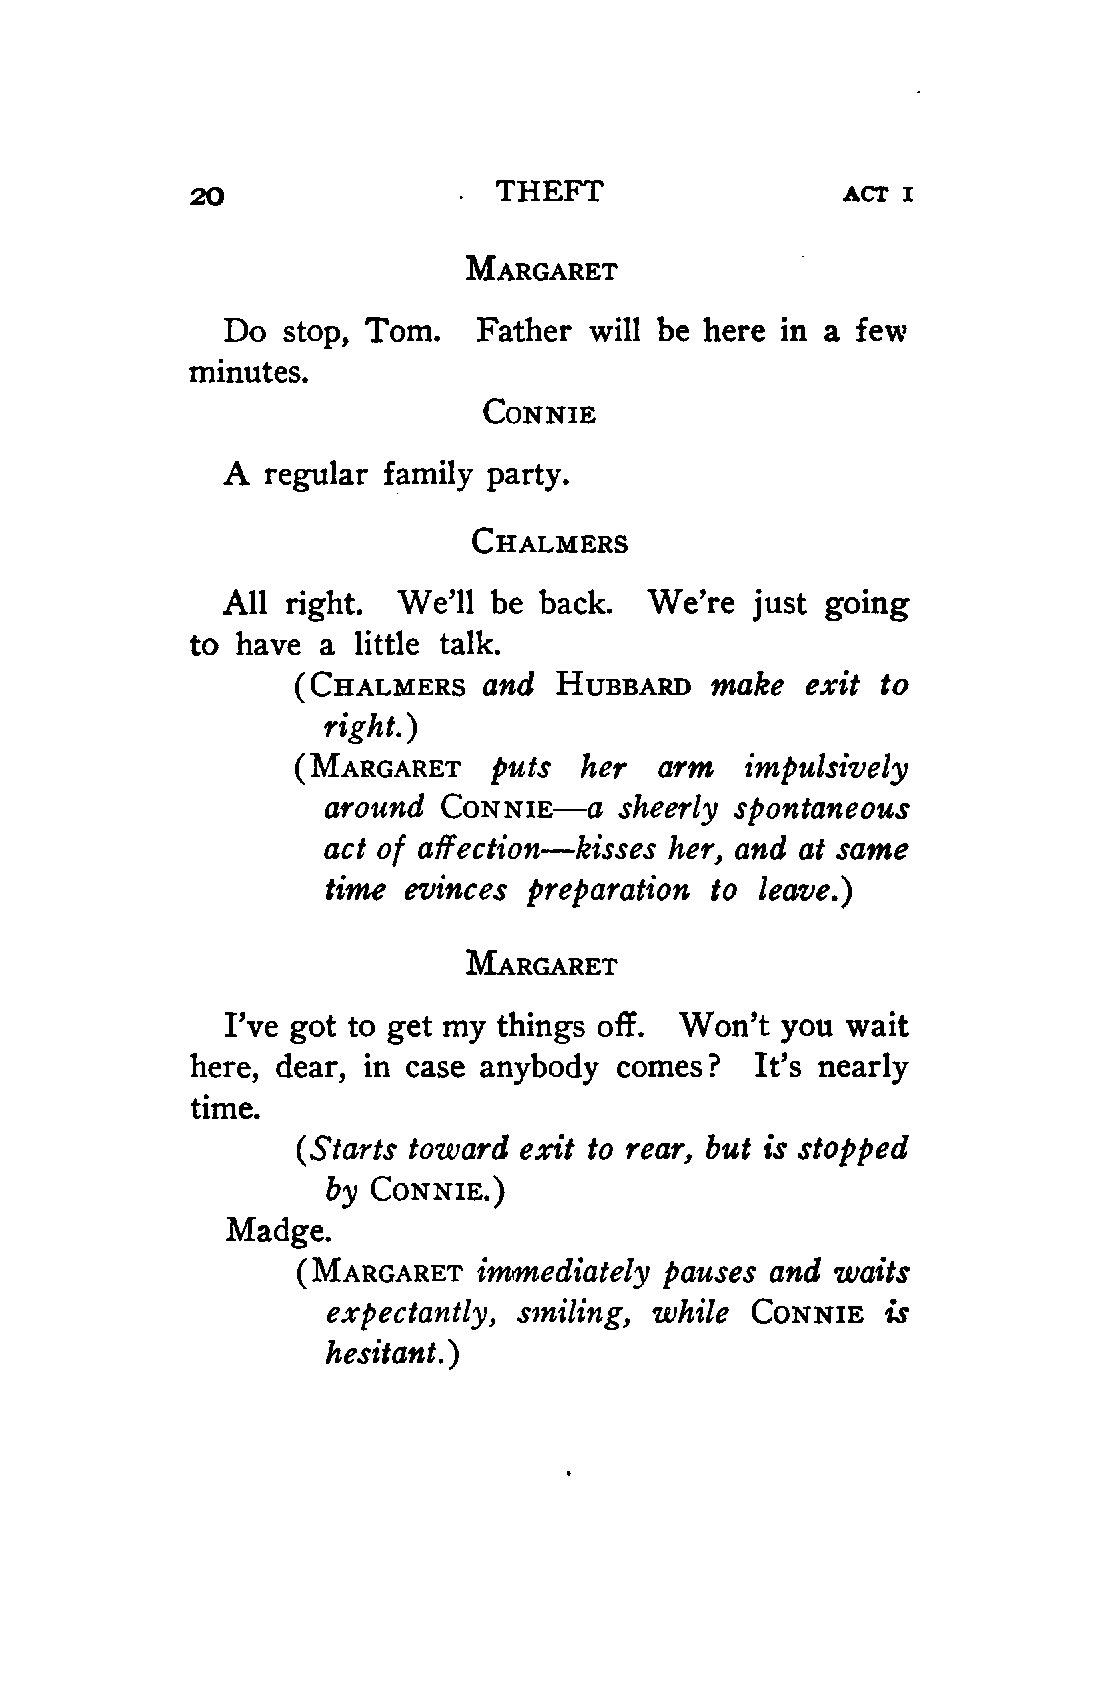 20 THEFT ACT I
MARGARET
Do stop, Tom. Father will be here in a few
minutes.
CONNIE
A regular family party.
CHALMERS
All right. We'll be back. We're just going
to have a little talk.
(CHALMERS and HUBBARD make exit to
right.)
(MARGARET puts her arm impulsively
around CONNIE—a sheerly spontaneous
act of affection—kisses her, and at same
time evinces preparation to leave.)
MARGARET
I've got to get my things off. Won't you wait
here, dear, in case anybody comes? It's nearly
time.
(Starts toward exit to rear, but is stopped
by CONNIE.)
Madge.
(MARGARET immediately pauses and waits
expectantly, smiling, while CONNIE is
hesitant.)